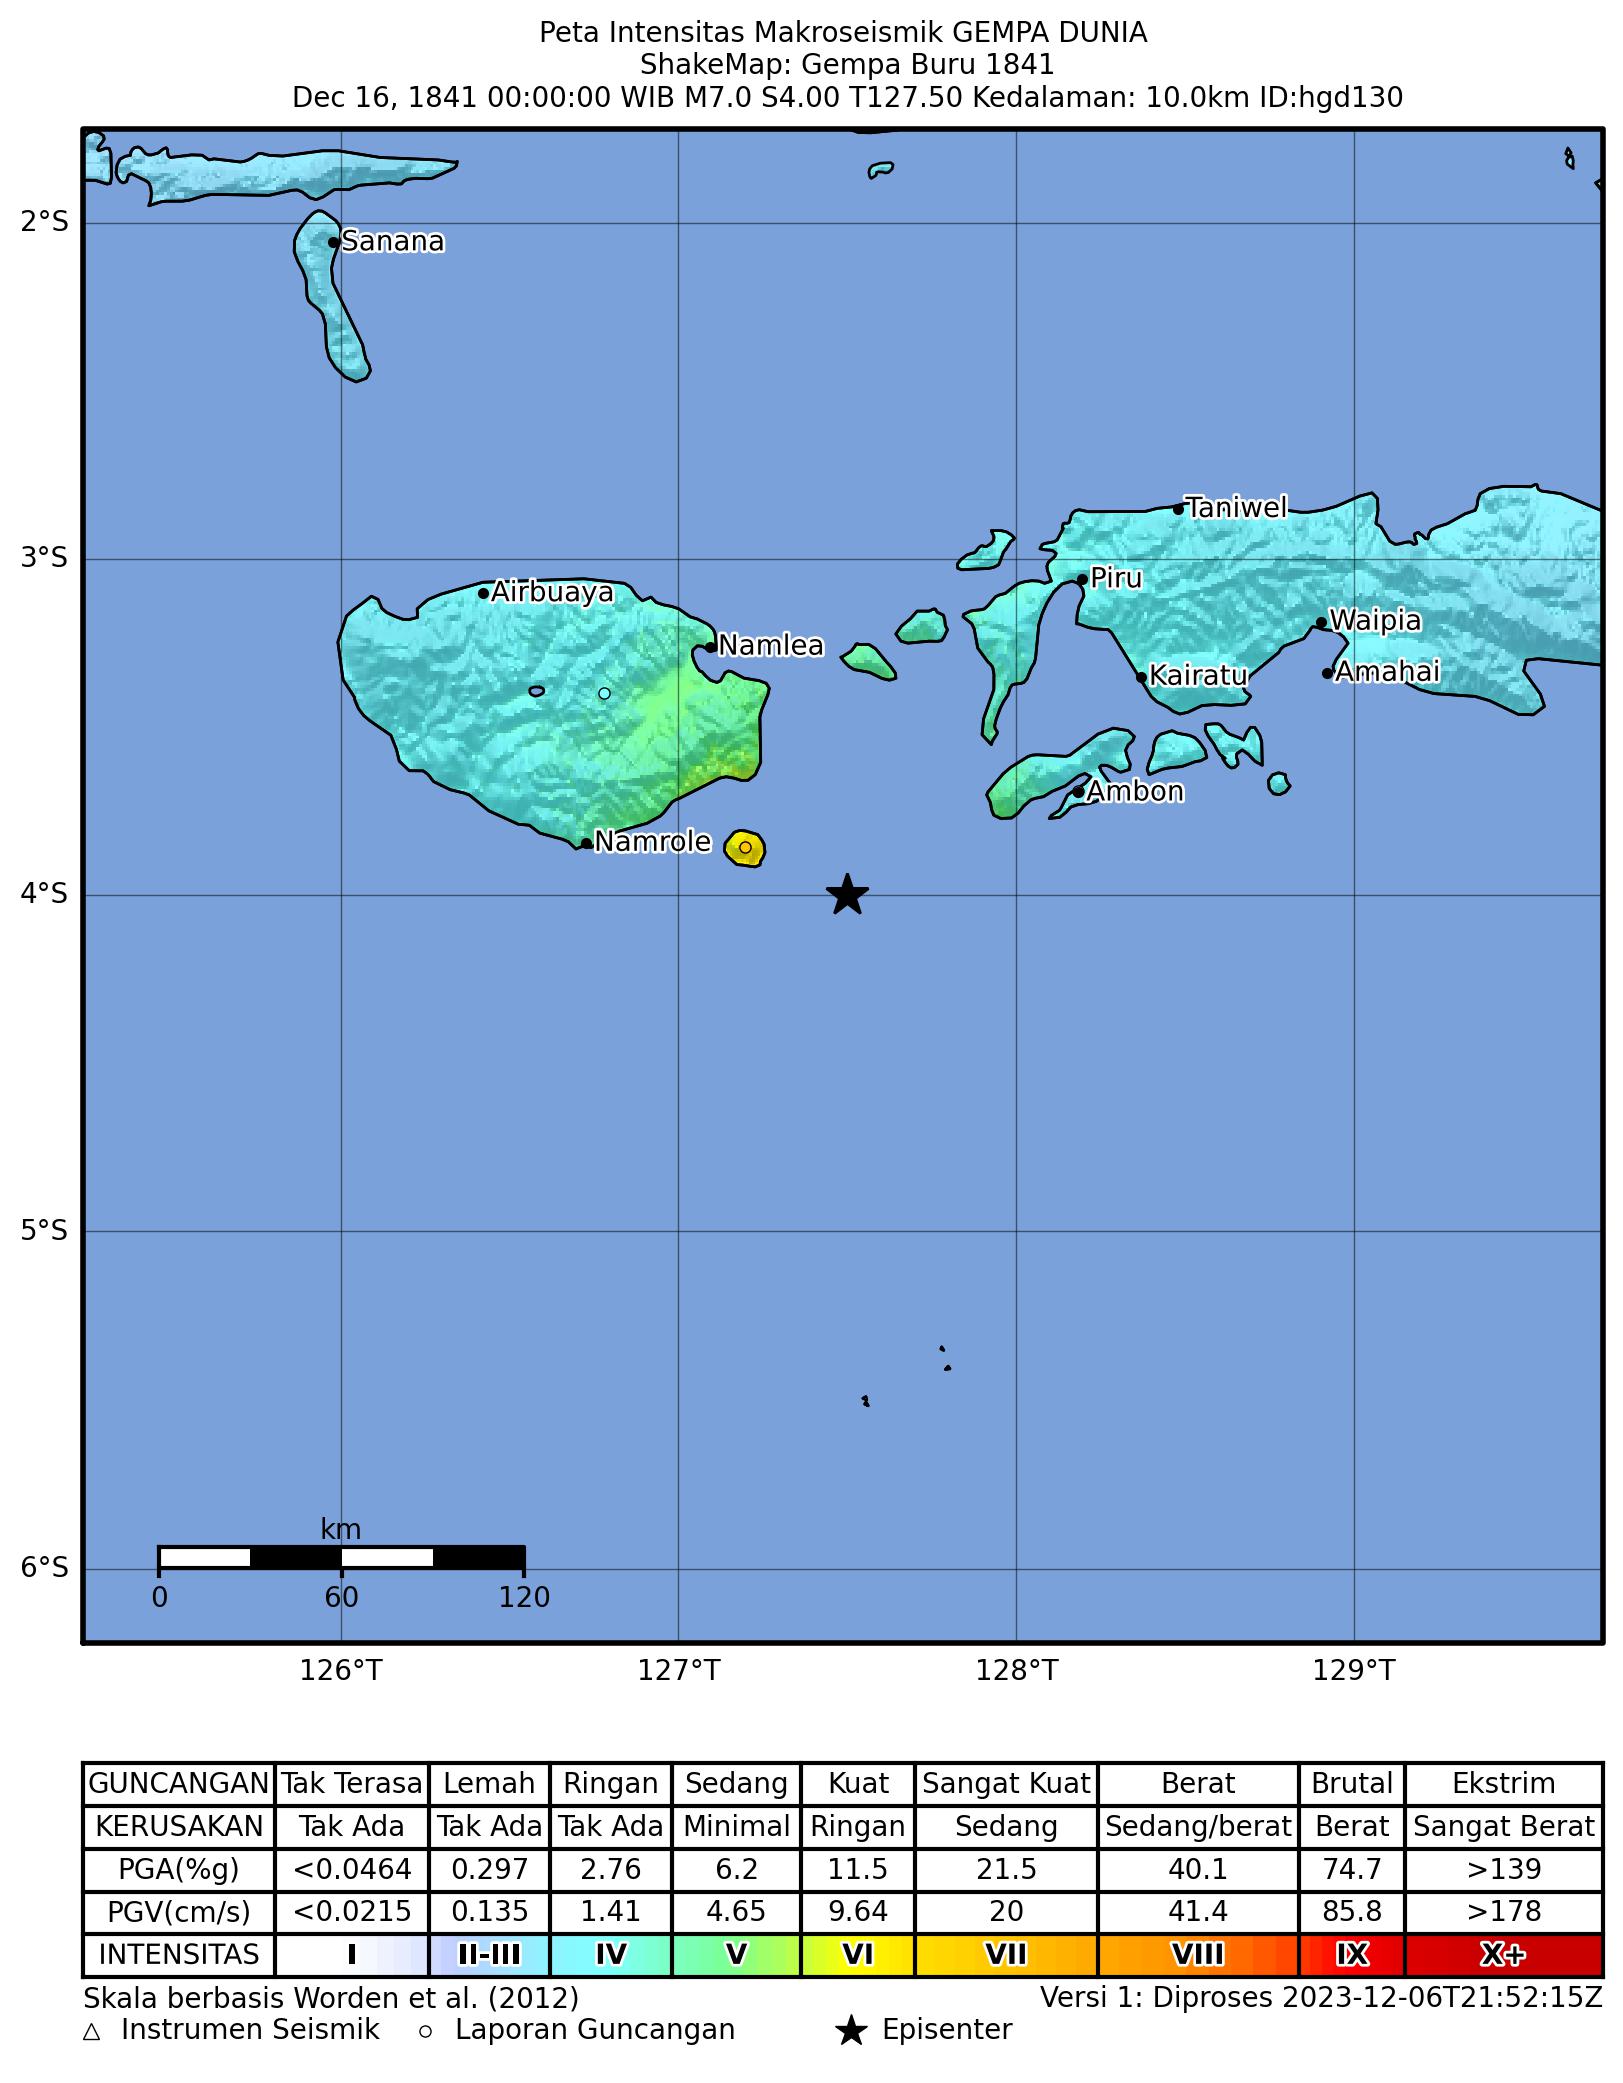 Peta Intensitas Makroseismik GEMPA DUNIA
ShakeMap: Gempa Buru 1841
Dec 16, 1841 00:00:00 WIB M7.0 S4.00 T127.50 Kedalaman: 10.0km ID:hgd130
2°S
Sanana
Taniwel
3°S
Piru
Airbuaya
Waipia
Namlea
Amahai
Kairatu
Ambon
Namrole
4°S
5°S
km
6°S
0 60 120
126°T 127°T 128°T 129°T
GUNCANGAN Tak Terasa Lemah Ringan Sedang Kuat Sangat Kuat Berat Brutal Ekstrim
KERUSAKAN Tak Ada Tak Ada Tak Ada Minimal Ringan Sedang Sedang/berat Berat Sangat Berat
PGA(%g) <0.0464 0.297 2.76 6.2 11.5 21.5 40.1 74.7 >139
PGV(cm/s) <0.0215 0.135 1.41 4.65 9.64 20 41.4 85.8 >178
INTENSITAS I II-III IV V VI VII VIII IX X+
Skala berbasis Worden et al. (2012) Versi 1: Diproses 2023-12-06T21:52:15Z
Instrumen Seismik Laporan Guncangan Episenter